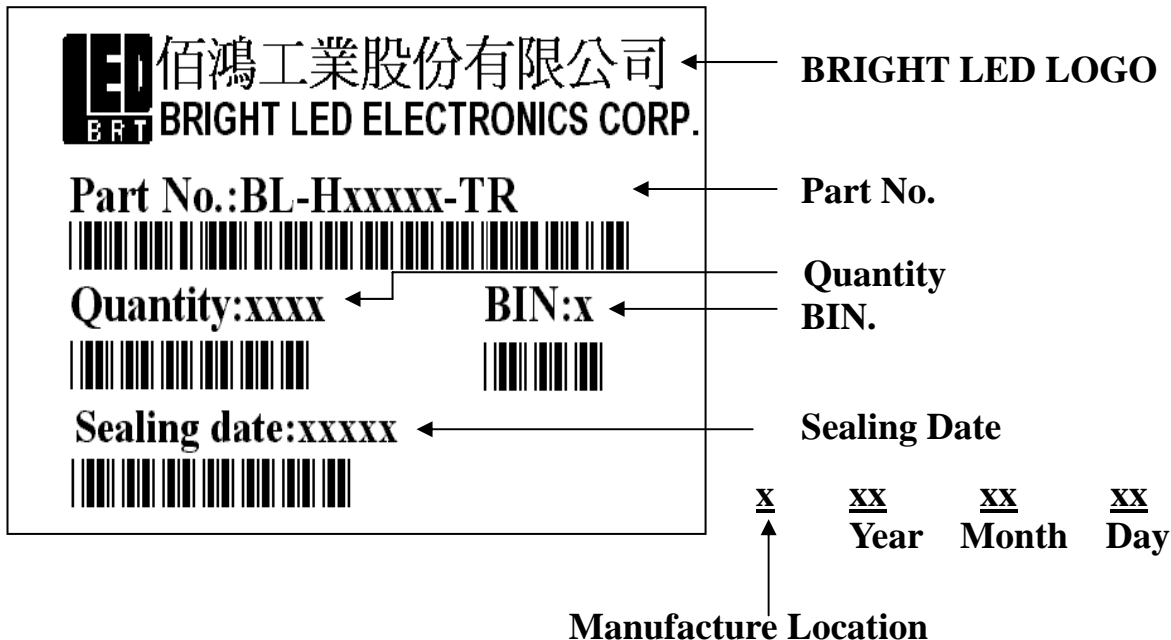 LED 佰鴻工業股份有限公司 BRIGHT LED LOGO
BRT BRIGHT LED ELECTRONICS CORP.
Part No.:BL-Hxxxxx-TR Part No.
Quantity
Quantity:xxxx BIN:x BIN.
Sealing date:xxxxx Sealing Date
x xx xx xx
Year Month Day
Manufacture Location